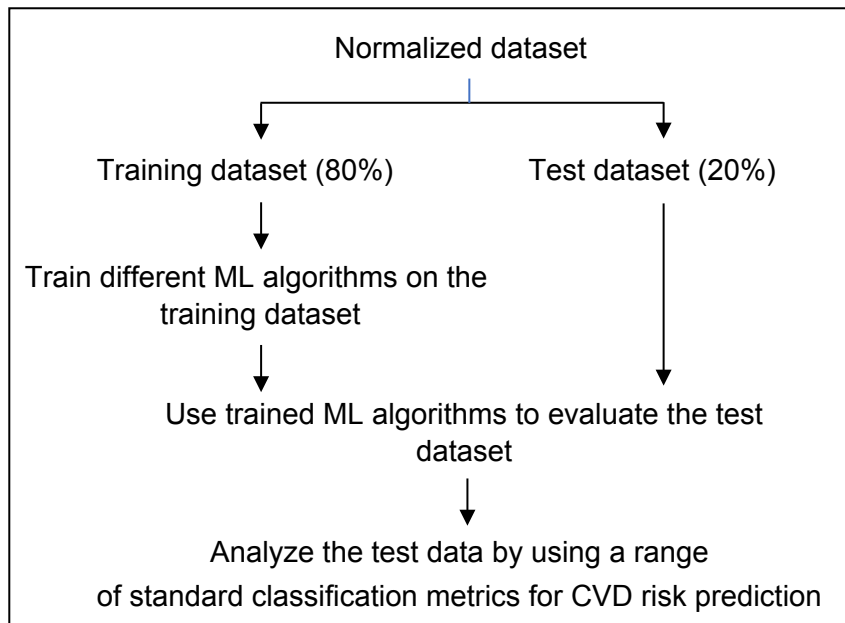 Normalized dataset
Training dataset (80%)
Test dataset (20%)
Train different ML algorithms on the
training dataset
Use trained ML algorithms to evaluate the test
dataset
Analyze the test data by using a range
of standard classification metrics for CVD risk prediction